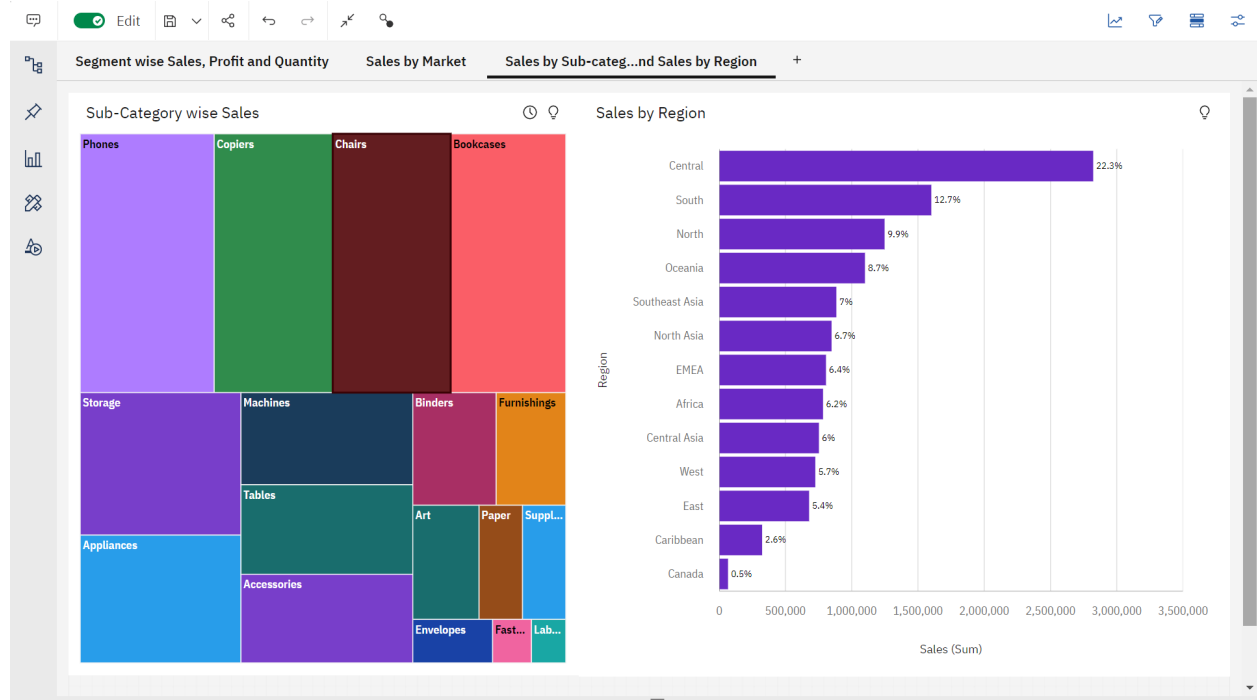 Edit
Segment wise Sales, Profit and Quantity
Sales by Market
Sales by Sub-categ...nd Sales by Region
+
Sub-Category wise Sales
Phones
Copiers
Chairs
Bookcases
Storage
Machines
Binders
Furnishings
Tables
Art
Paper
Suppl...
Appliances
Accessories
Envelopes
Fast...
Lab...
Sales by Region
Region
Central 22.3%
South 12.7%
North 9.9%
Oceania 8.7%
Southeast Asia 7%
North Asia 6.7%
EMEA 6.4%
Africa 6.2%
Central Asia 6%
West 5.7%
East 5.4%
Caribbean 2.6%
Canada 0.5%
0 500,000 1,000,000 1,500,000 2,000,000 2,500,000 3,000,000 3,500,000
Sales (Sum)